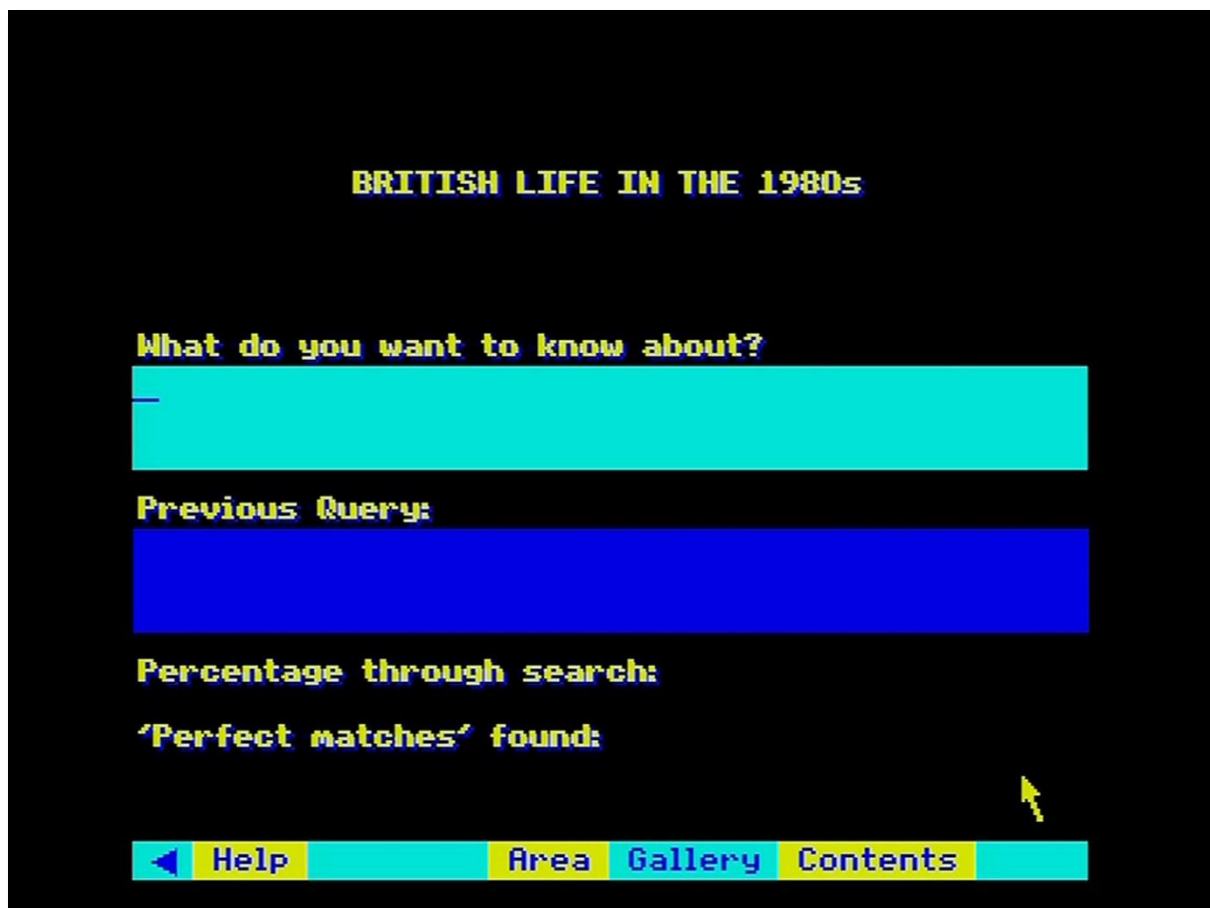 BRITISH LIFE IN THE 1980s
What do you want to know about?
Previous Query:
Percentage through search:
'Perfect matches' found:
Help Area Gallery Contents